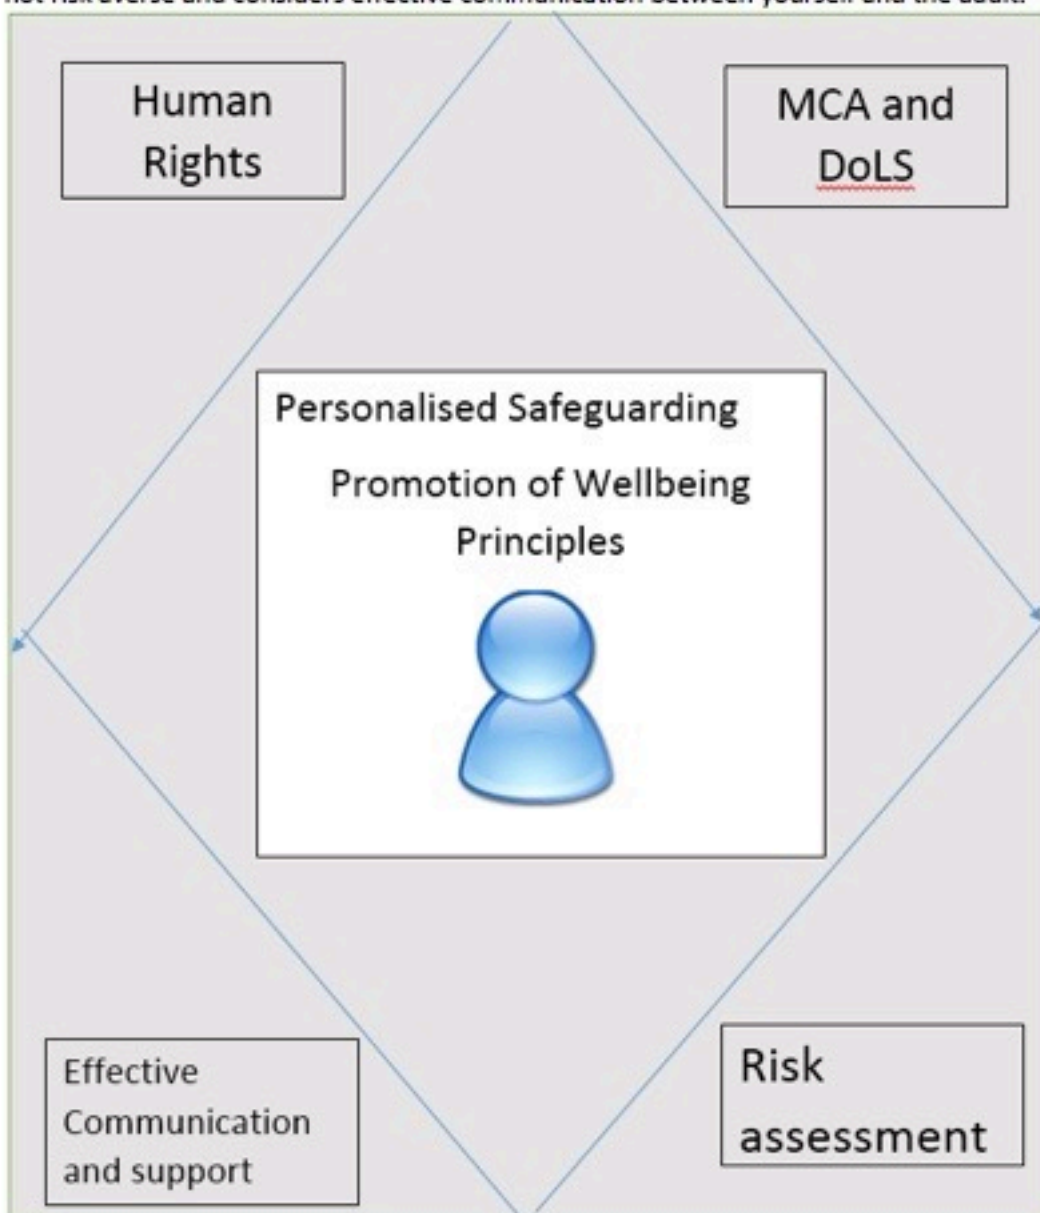 not risk averse and considers effective communication between yourself and the adult.
Human
Rights
MCA and
DoLS
Personalised Safeguarding
Promotion of Wellbeing
Principles
Effective
Communication
and support
Risk
assessment